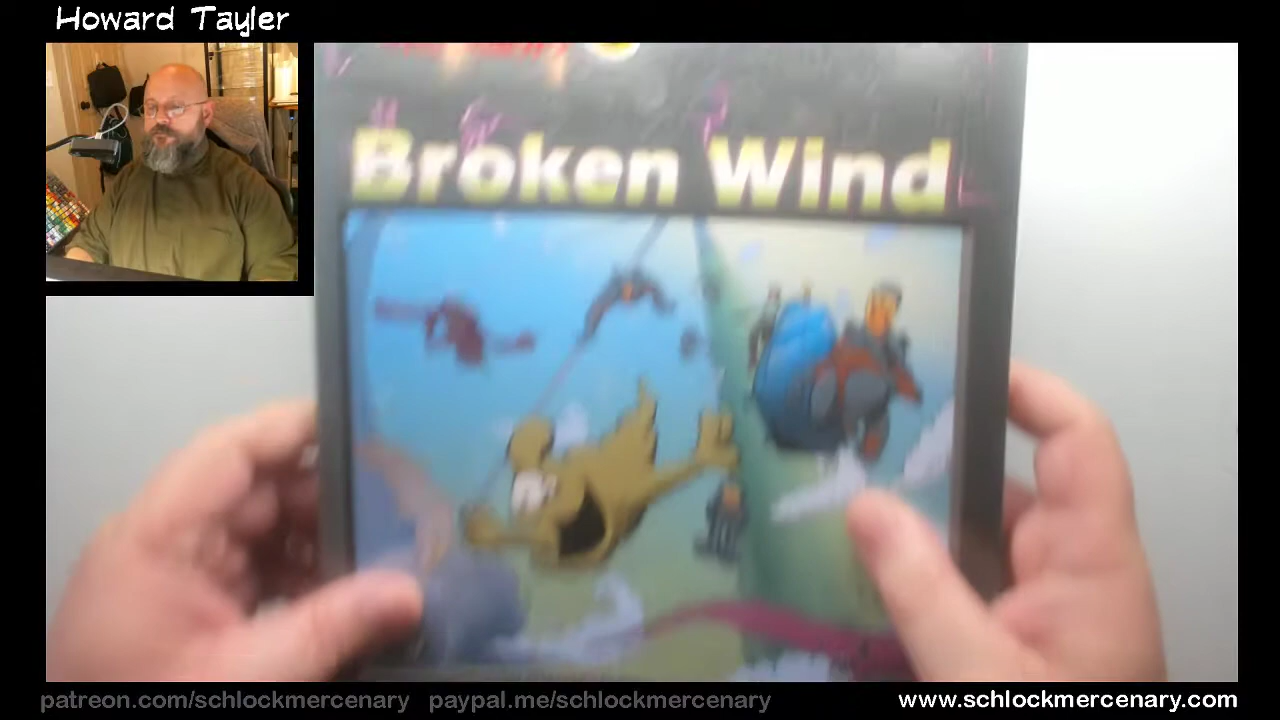 Howard Tayler
Broken Wind
patreon.com/schlockmercenary paypal.me/schlockmercenary www.schlockmercenary.com